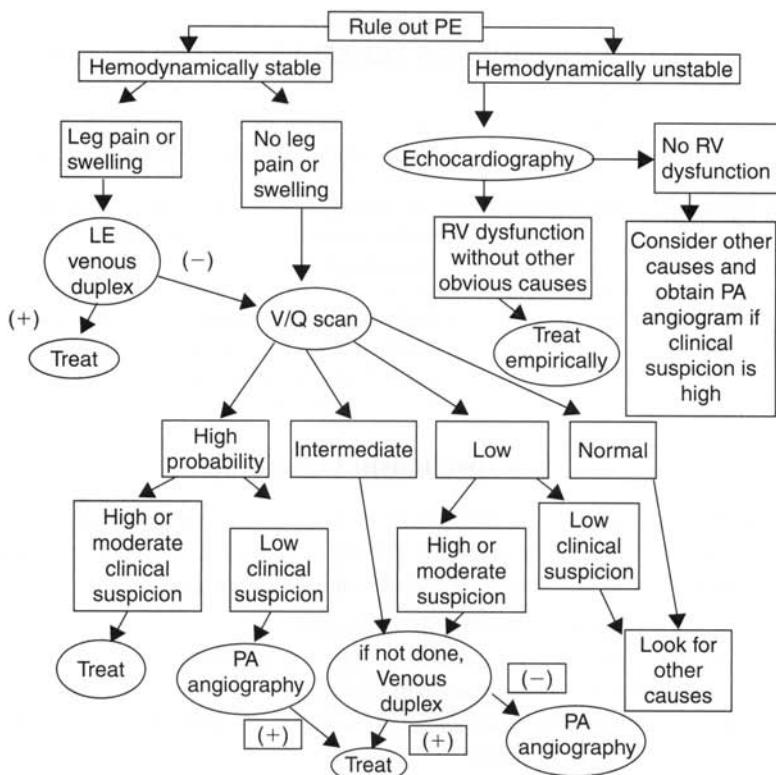 Rule out PE
Hemodynamically stable
Hemodynamically unstable
Leg pain or
swelling
No leg
pain or
swelling
Echocardiography
No RV
dysfunction
LE
venous
duplex
(−)
(+)
Treat
V/Q scan
RV dysfunction
without other
obvious causes
Treat
empirically
Consider other
causes and
obtain PA
angiogram if
clinical
suspicion is
high
High
probability
Intermediate
Low
Normal
High or
moderate
clinical
suspicion
Low
clinical
suspicion
High or
moderate
suspicion
Low
clinical
suspicion
Treat
PA
angiography
if not done,
Venous
duplex
(−)
Look for
other
causes
(+)
(+)
Treat
PA
angiography